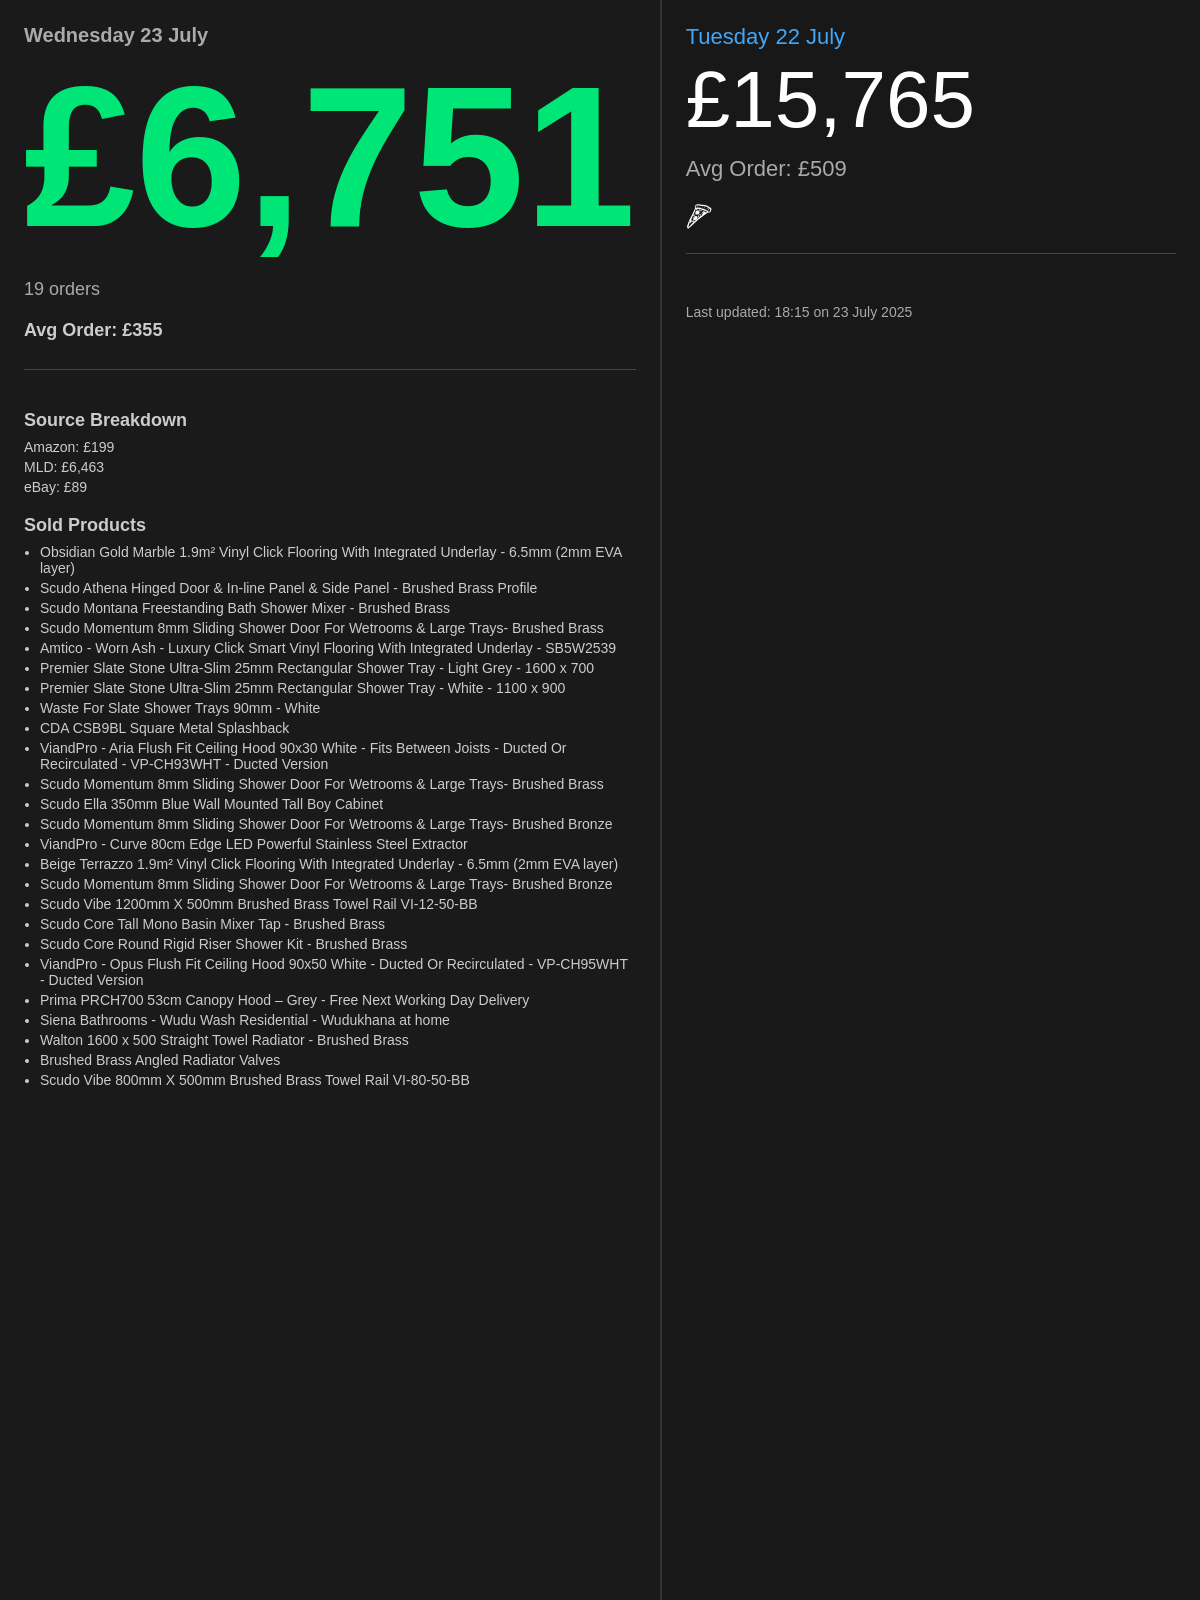 Wednesday 23 July
£6,751
19 orders
Avg Order: £355
Source Breakdown
Amazon: £199
MLD: £6,463
eBay: £89
Sold Products
• Obsidian Gold Marble 1.9m² Vinyl Click Flooring With Integrated Underlay - 6.5mm (2mm EVA
layer)
• Scudo Athena Hinged Door & In-line Panel & Side Panel - Brushed Brass Profile
• Scudo Montana Freestanding Bath Shower Mixer - Brushed Brass
• Scudo Momentum 8mm Sliding Shower Door For Wetrooms & Large Trays- Brushed Brass
• Amtico - Worn Ash - Luxury Click Smart Vinyl Flooring With Integrated Underlay - SB5W2539
• Premier Slate Stone Ultra-Slim 25mm Rectangular Shower Tray - Light Grey - 1600 x 700
• Premier Slate Stone Ultra-Slim 25mm Rectangular Shower Tray - White - 1100 x 900
• Waste For Slate Shower Trays 90mm - White
• CDA CSB9BL Square Metal Splashback
• ViandPro - Aria Flush Fit Ceiling Hood 90x30 White - Fits Between Joists - Ducted Or
Recirculated - VP-CH93WHT - Ducted Version
• Scudo Momentum 8mm Sliding Shower Door For Wetrooms & Large Trays- Brushed Brass
• Scudo Ella 350mm Blue Wall Mounted Tall Boy Cabinet
• Scudo Momentum 8mm Sliding Shower Door For Wetrooms & Large Trays- Brushed Bronze
• ViandPro - Curve 80cm Edge LED Powerful Stainless Steel Extractor
• Beige Terrazzo 1.9m² Vinyl Click Flooring With Integrated Underlay - 6.5mm (2mm EVA layer)
• Scudo Momentum 8mm Sliding Shower Door For Wetrooms & Large Trays- Brushed Bronze
• Scudo Vibe 1200mm X 500mm Brushed Brass Towel Rail VI-12-50-BB
• Scudo Core Tall Mono Basin Mixer Tap - Brushed Brass
• Scudo Core Round Rigid Riser Shower Kit - Brushed Brass
• ViandPro - Opus Flush Fit Ceiling Hood 90x50 White - Ducted Or Recirculated - VP-CH95WHT
- Ducted Version
• Prima PRCH700 53cm Canopy Hood – Grey - Free Next Working Day Delivery
• Siena Bathrooms - Wudu Wash Residential - Wudukhana at home
• Walton 1600 x 500 Straight Towel Radiator - Brushed Brass
• Brushed Brass Angled Radiator Valves
• Scudo Vibe 800mm X 500mm Brushed Brass Towel Rail VI-80-50-BB
Tuesday 22 July
£15,765
Avg Order: £509
Last updated: 18:15 on 23 July 2025